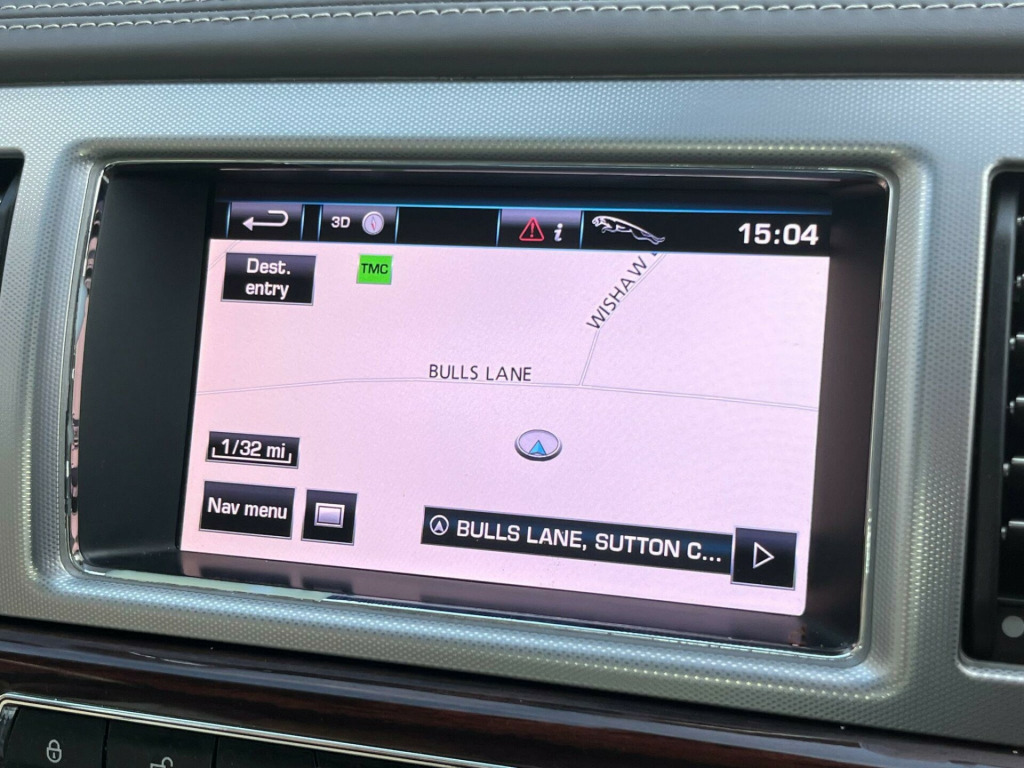 3D
i
15:04
Dest.
entry
TMC
WISHAW
BULLS LANE
1/32 mi
Nav menu
BULLS LANE, SUTTON C...